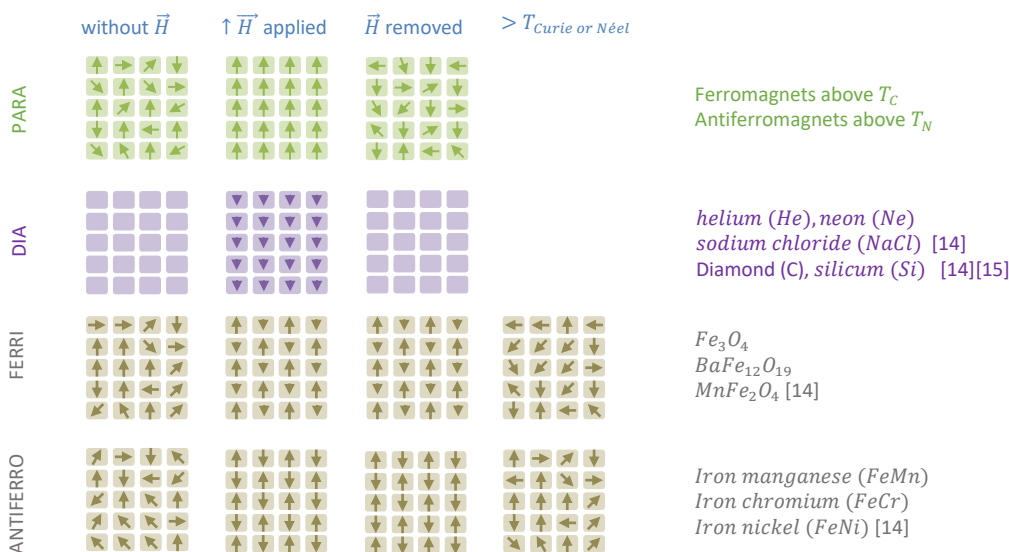 without H⃗
↑ H⃗ applied
H⃗ removed
> T_Curie or Néel
PARA
Ferromagnets above T_C
Antiferromagnets above T_N
DIA
helium (He), neon (Ne)
sodium chloride (NaCl) [14]
Diamond (C), silicum (Si) [14][15]
FERRI
Fe₃O₄
BaFe₁₂O₁₉
MnFe₂O₄ [14]
ANTIFERRO
Iron manganese (FeMn)
Iron chromium (FeCr)
Iron nickel (FeNi) [14]